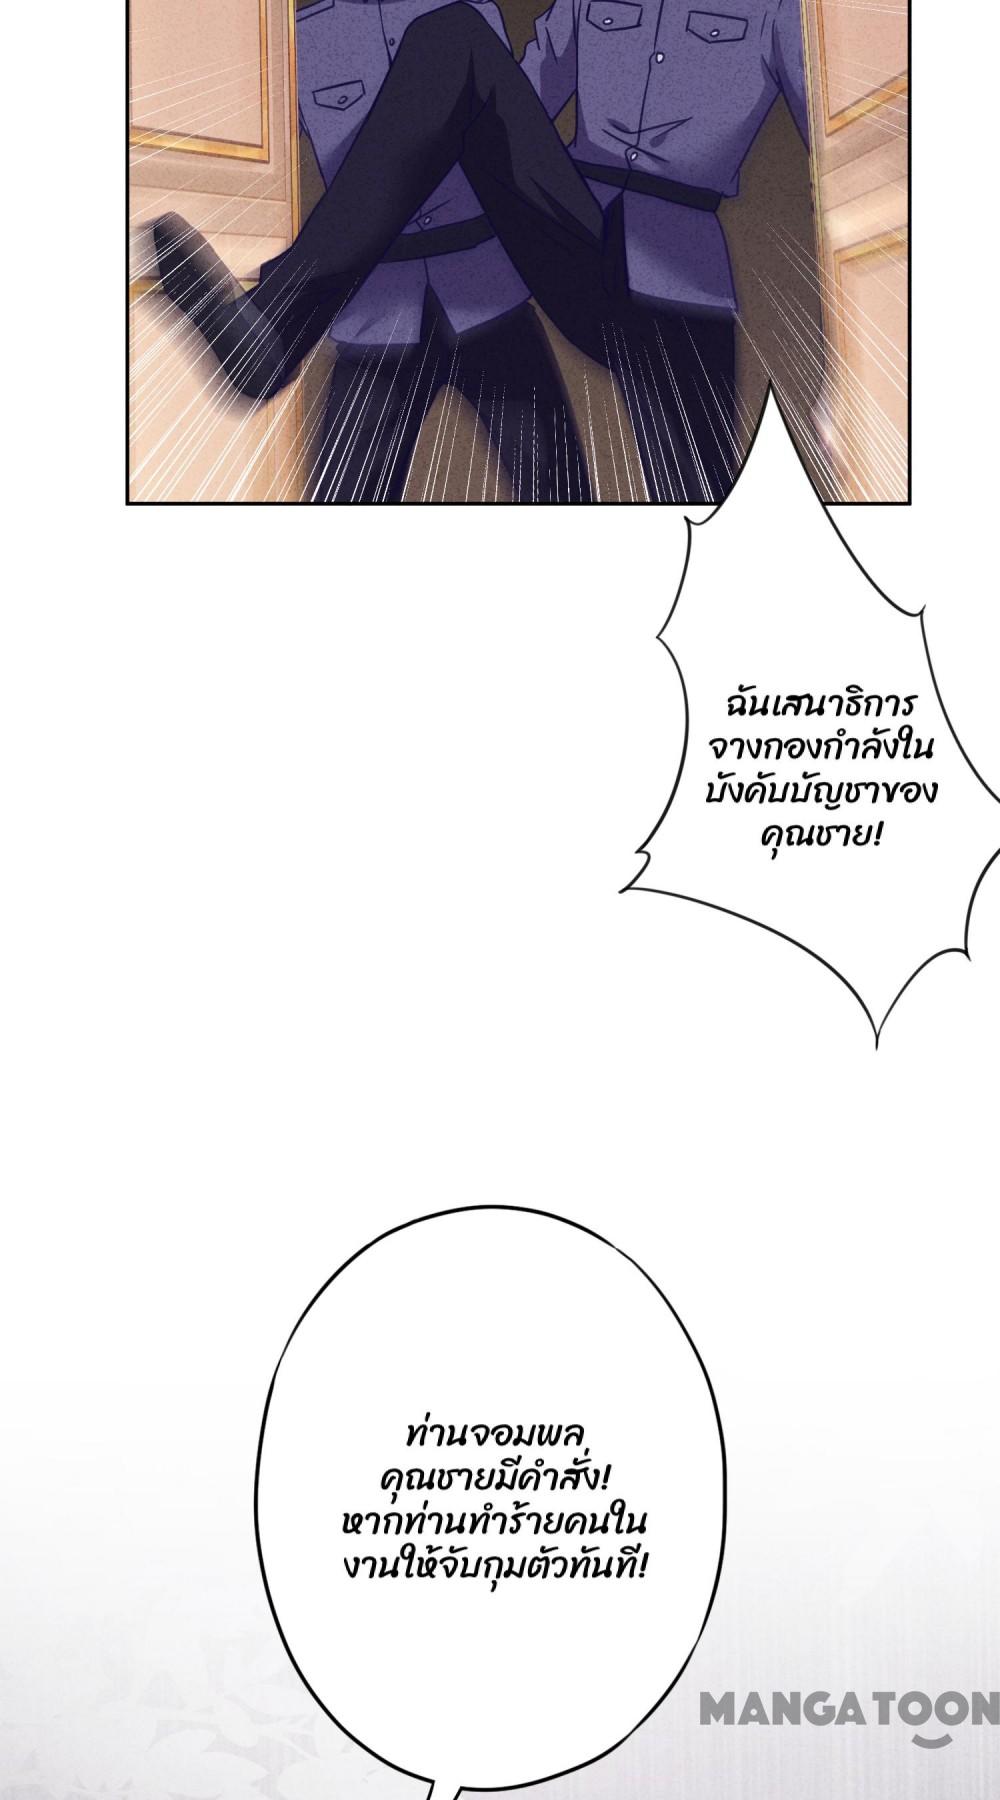 ฉันเสนาธิการ
จางกองกำลังใน
บังคับบัญชาของ
คุณชาย!
ท่านจอมพล
คุณชายมีคำสั่ง!
หากท่านทำร้ายคนใน
งานให้จับกุมตัวทันที!
MANGATOON